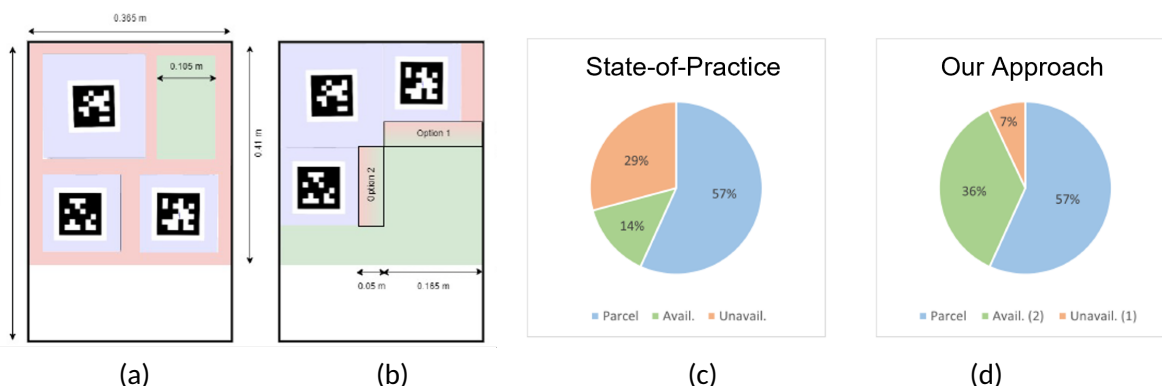 0.365 m
0.105 m
0.41 m
Option 1
Option 2
0.05 m
0.165 m
(a)
(b)
State-of-Practice
29%
14%
57%
Parcel Avail. Unavail.
(c)
Our Approach
7%
36%
57%
Parcel Avail. (2) Unavail. (1)
(d)